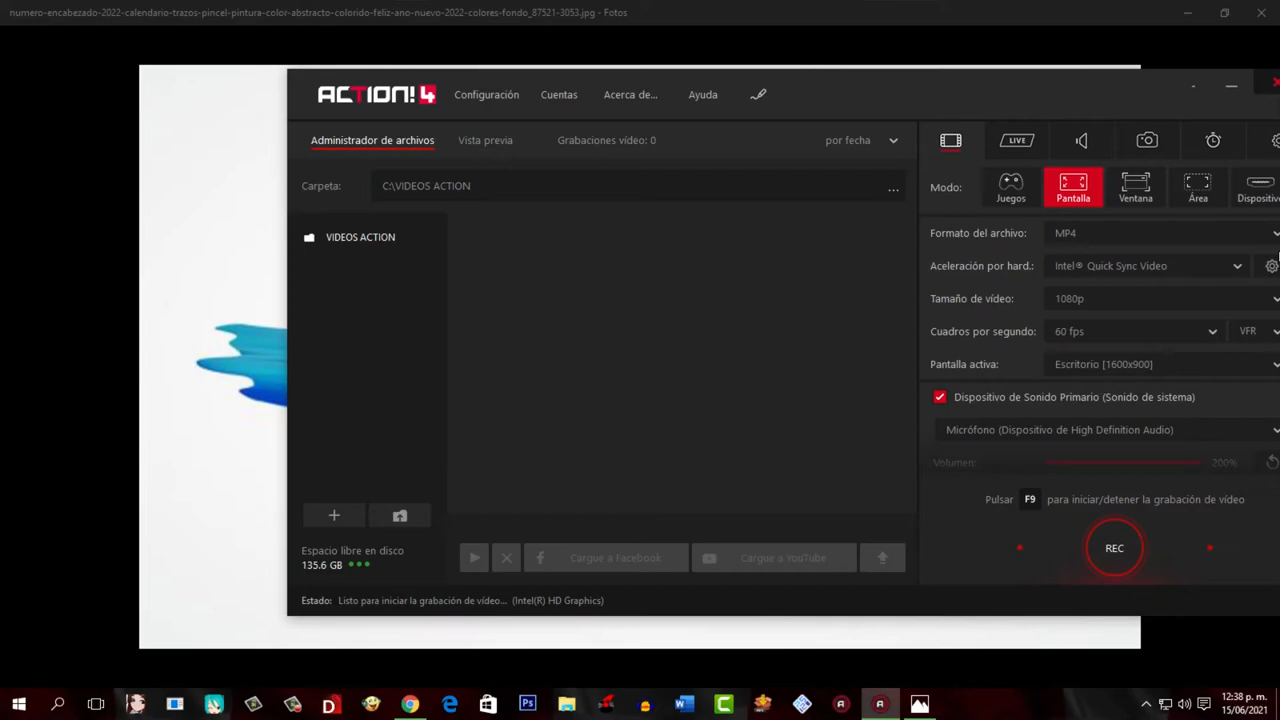 numero-encabezado-2022-calendario-trazos-pincel-pintura-color-abstracto-colorido-feliz-ano-nuevo-2022-colores-fondo_87521-3053.jpg - Fotos
ACTION! 4 Configuración Cuentas Acerca de... Ayuda
Administrador de archivos Vista previa Grabaciones vídeo: 0 por fecha
LIVE
Carpeta: C:\VIDEOS ACTION ...
Modo: Juegos Pantalla Ventana Área Dispositiv
VIDEOS ACTION
Formato del archivo: MP4
Aceleración por hard.: Intel® Quick Sync Video
Tamaño de vídeo: 1080p
Cuadros por segundo: 60 fps VFR
Pantalla activa: Escritorio [1600x900]
Dispositivo de Sonido Primario (Sonido de sistema)
Micrófono (Dispositivo de High Definition Audio)
Volumen: 200%
Pulsar F9 para iniciar/detener la grabación de vídeo
REC
Espacio libre en disco
135.6 GB
Cargue a Facebook Cargue a YouTube
Estado: Listo para iniciar la grabación de vídeo... (Intel(R) HD Graphics)
Ps
12:38 p. m.
15/06/2021